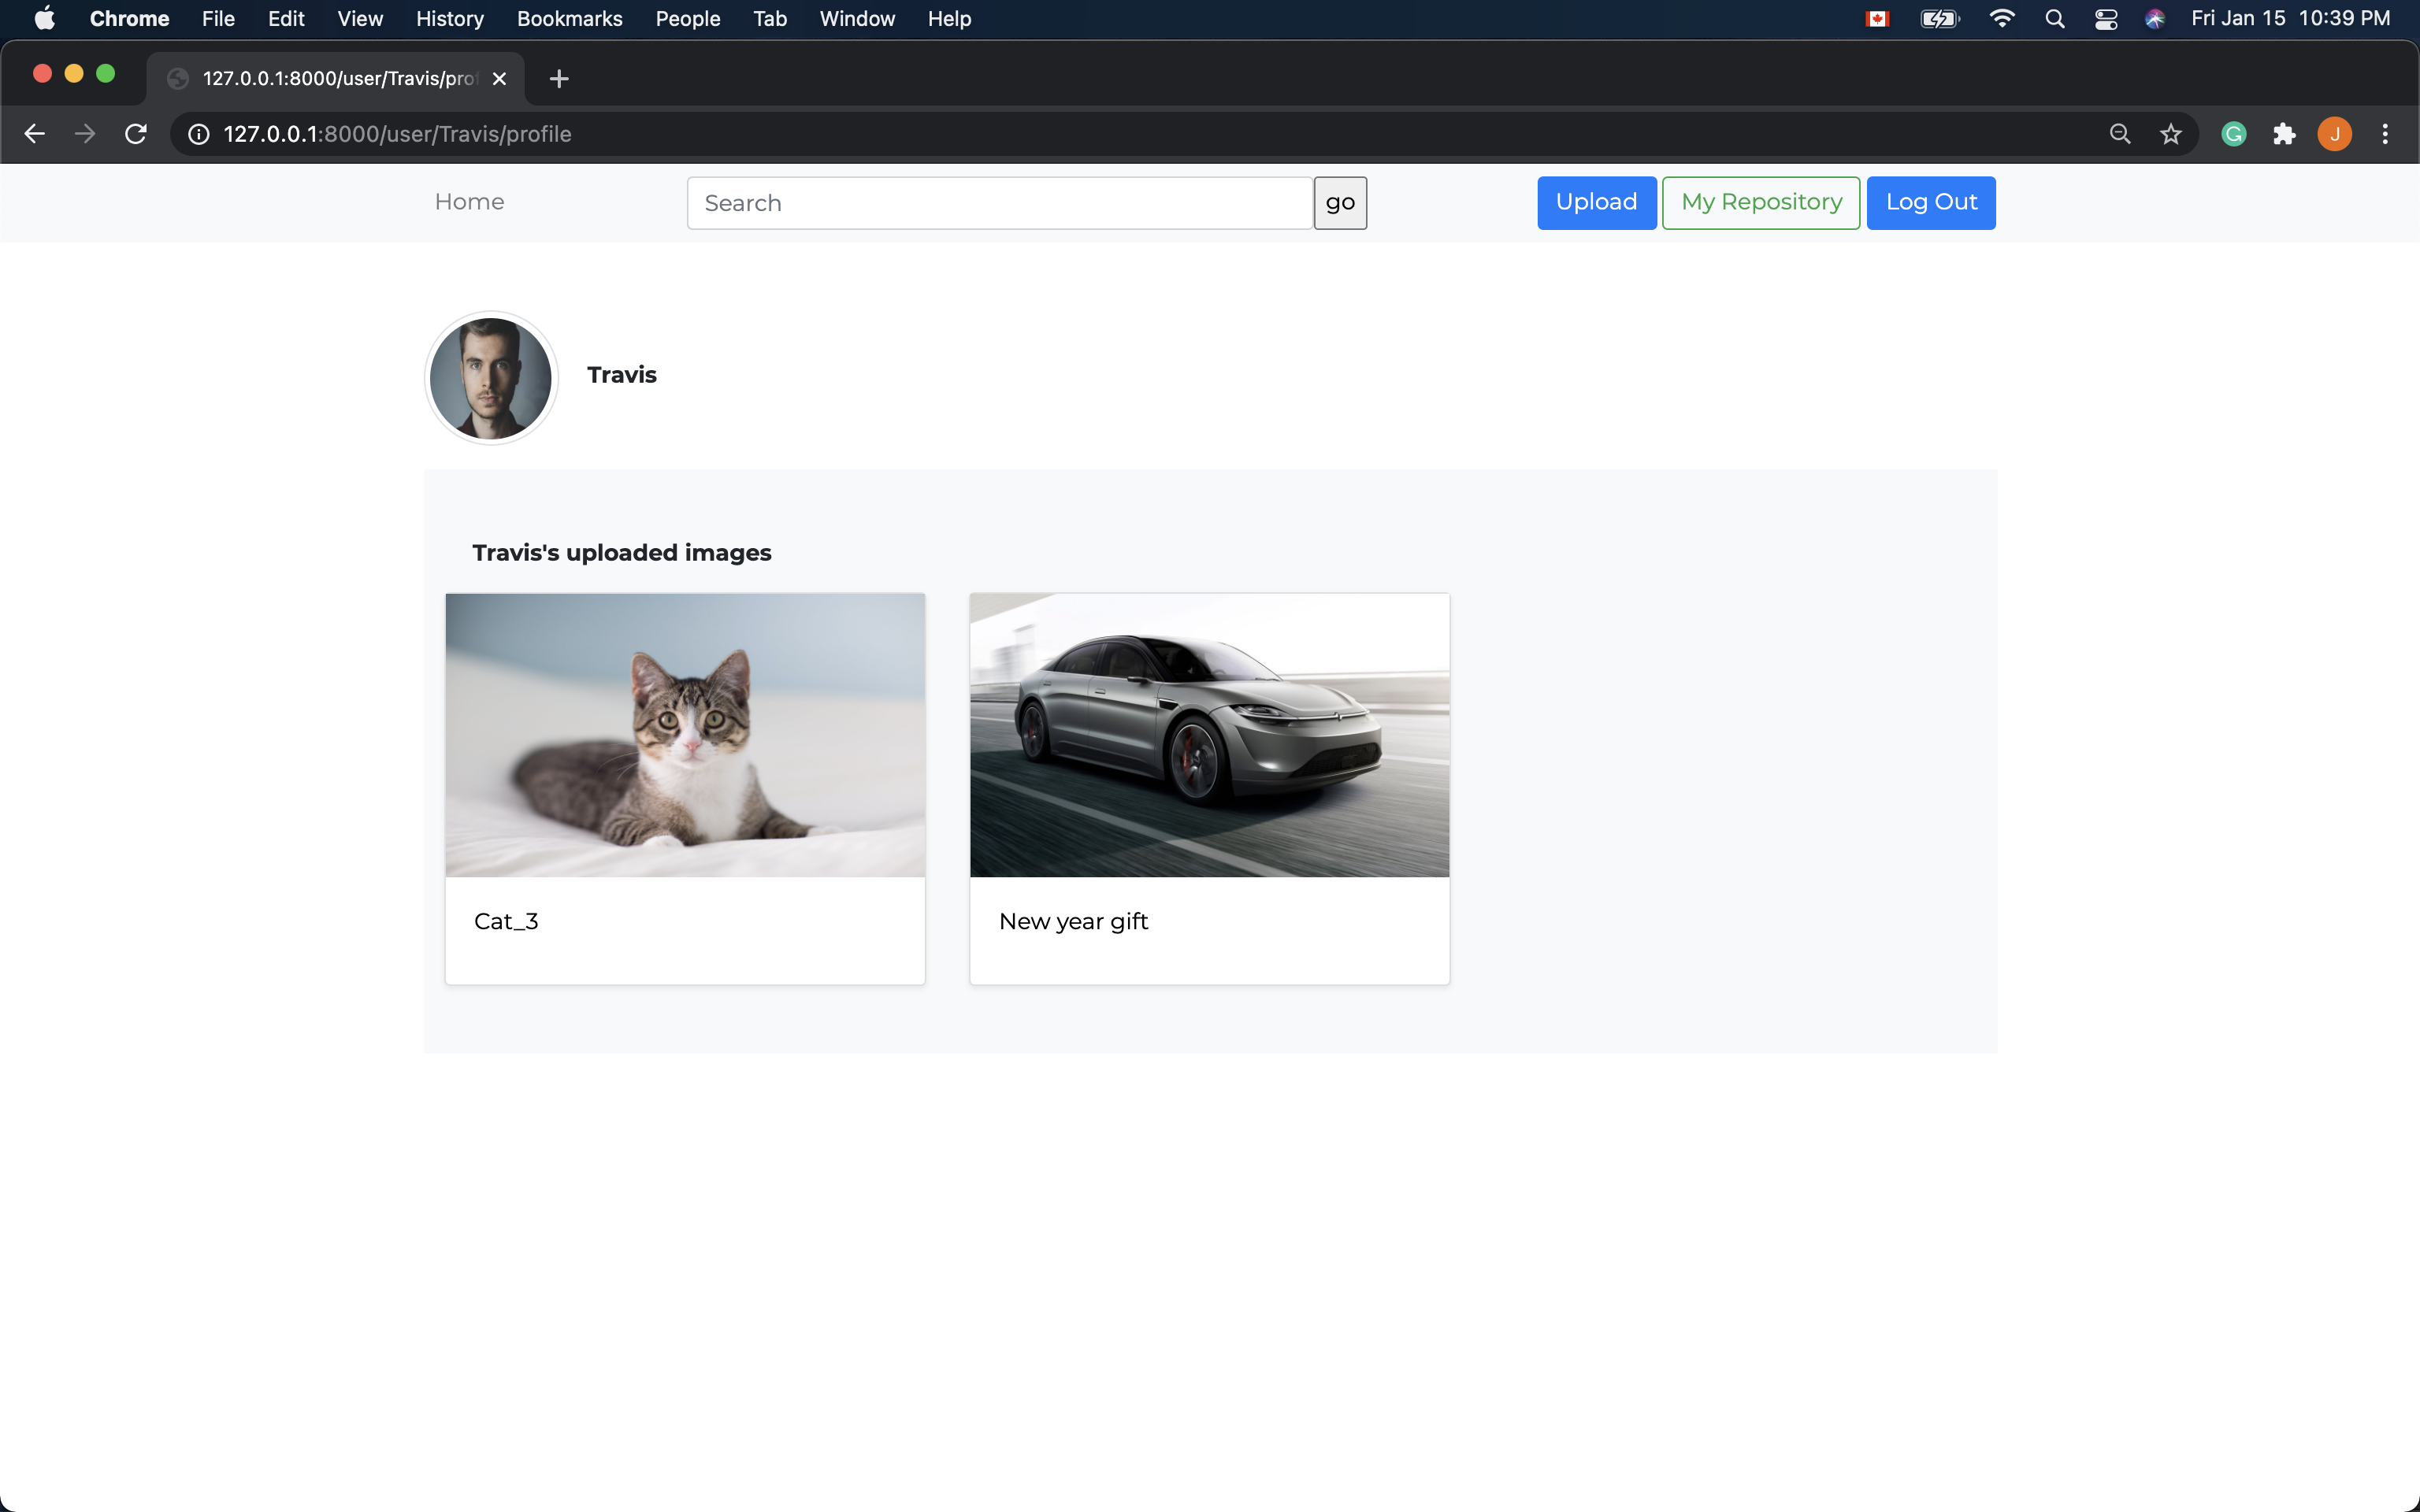 Chrome File Edit View History Bookmarks People Tab Window Help Fri Jan 15 10:39 PM
127.0.0.1:8000/user/Travis/prof
127.0.0.1:8000/user/Travis/profile J
Home Search go Upload My Repository Log Out
Travis
Travis's uploaded images
Cat_3 New year gift